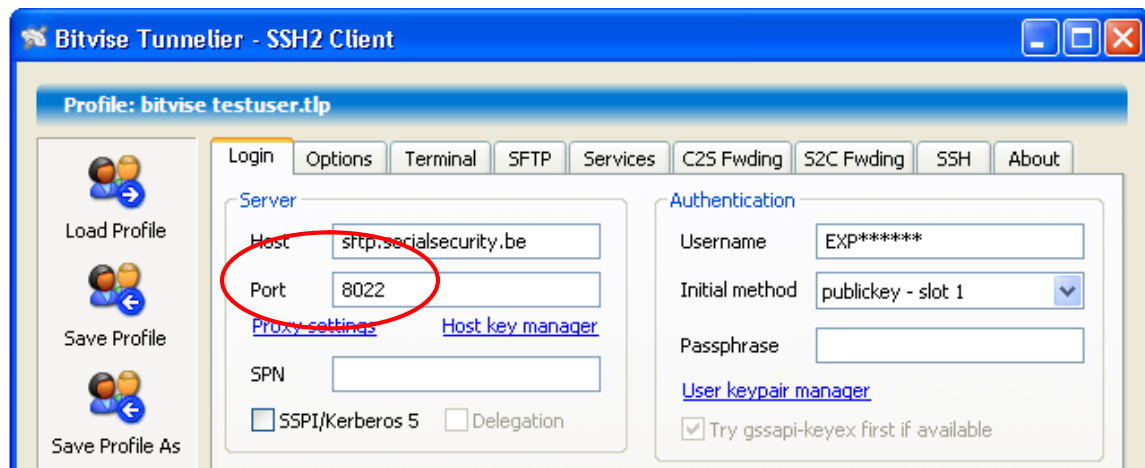 Bitvise Tunnelier - SSH2 Client
Profile: bitvise testuser.tlp
Load Profile
Save Profile
Save Profile As
Login Options Terminal SFTP Services C2S Fwding S2C Fwding SSH About
Server
Host sftp.socialsecurity.be
Port 8022
Proxy settings Host key manager
SPN
SSPI/Kerberos 5 Delegation
Authentication
Username EXP******
Initial method publickey - slot 1
Passphrase
User keypair manager
Try gssapi-keyex first if available